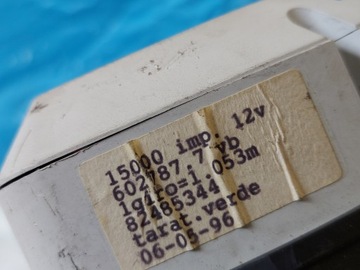 15000 imp. 12v
602787.7 vb
1giro=1.053m
82485344
tarat.verde
06-05-96